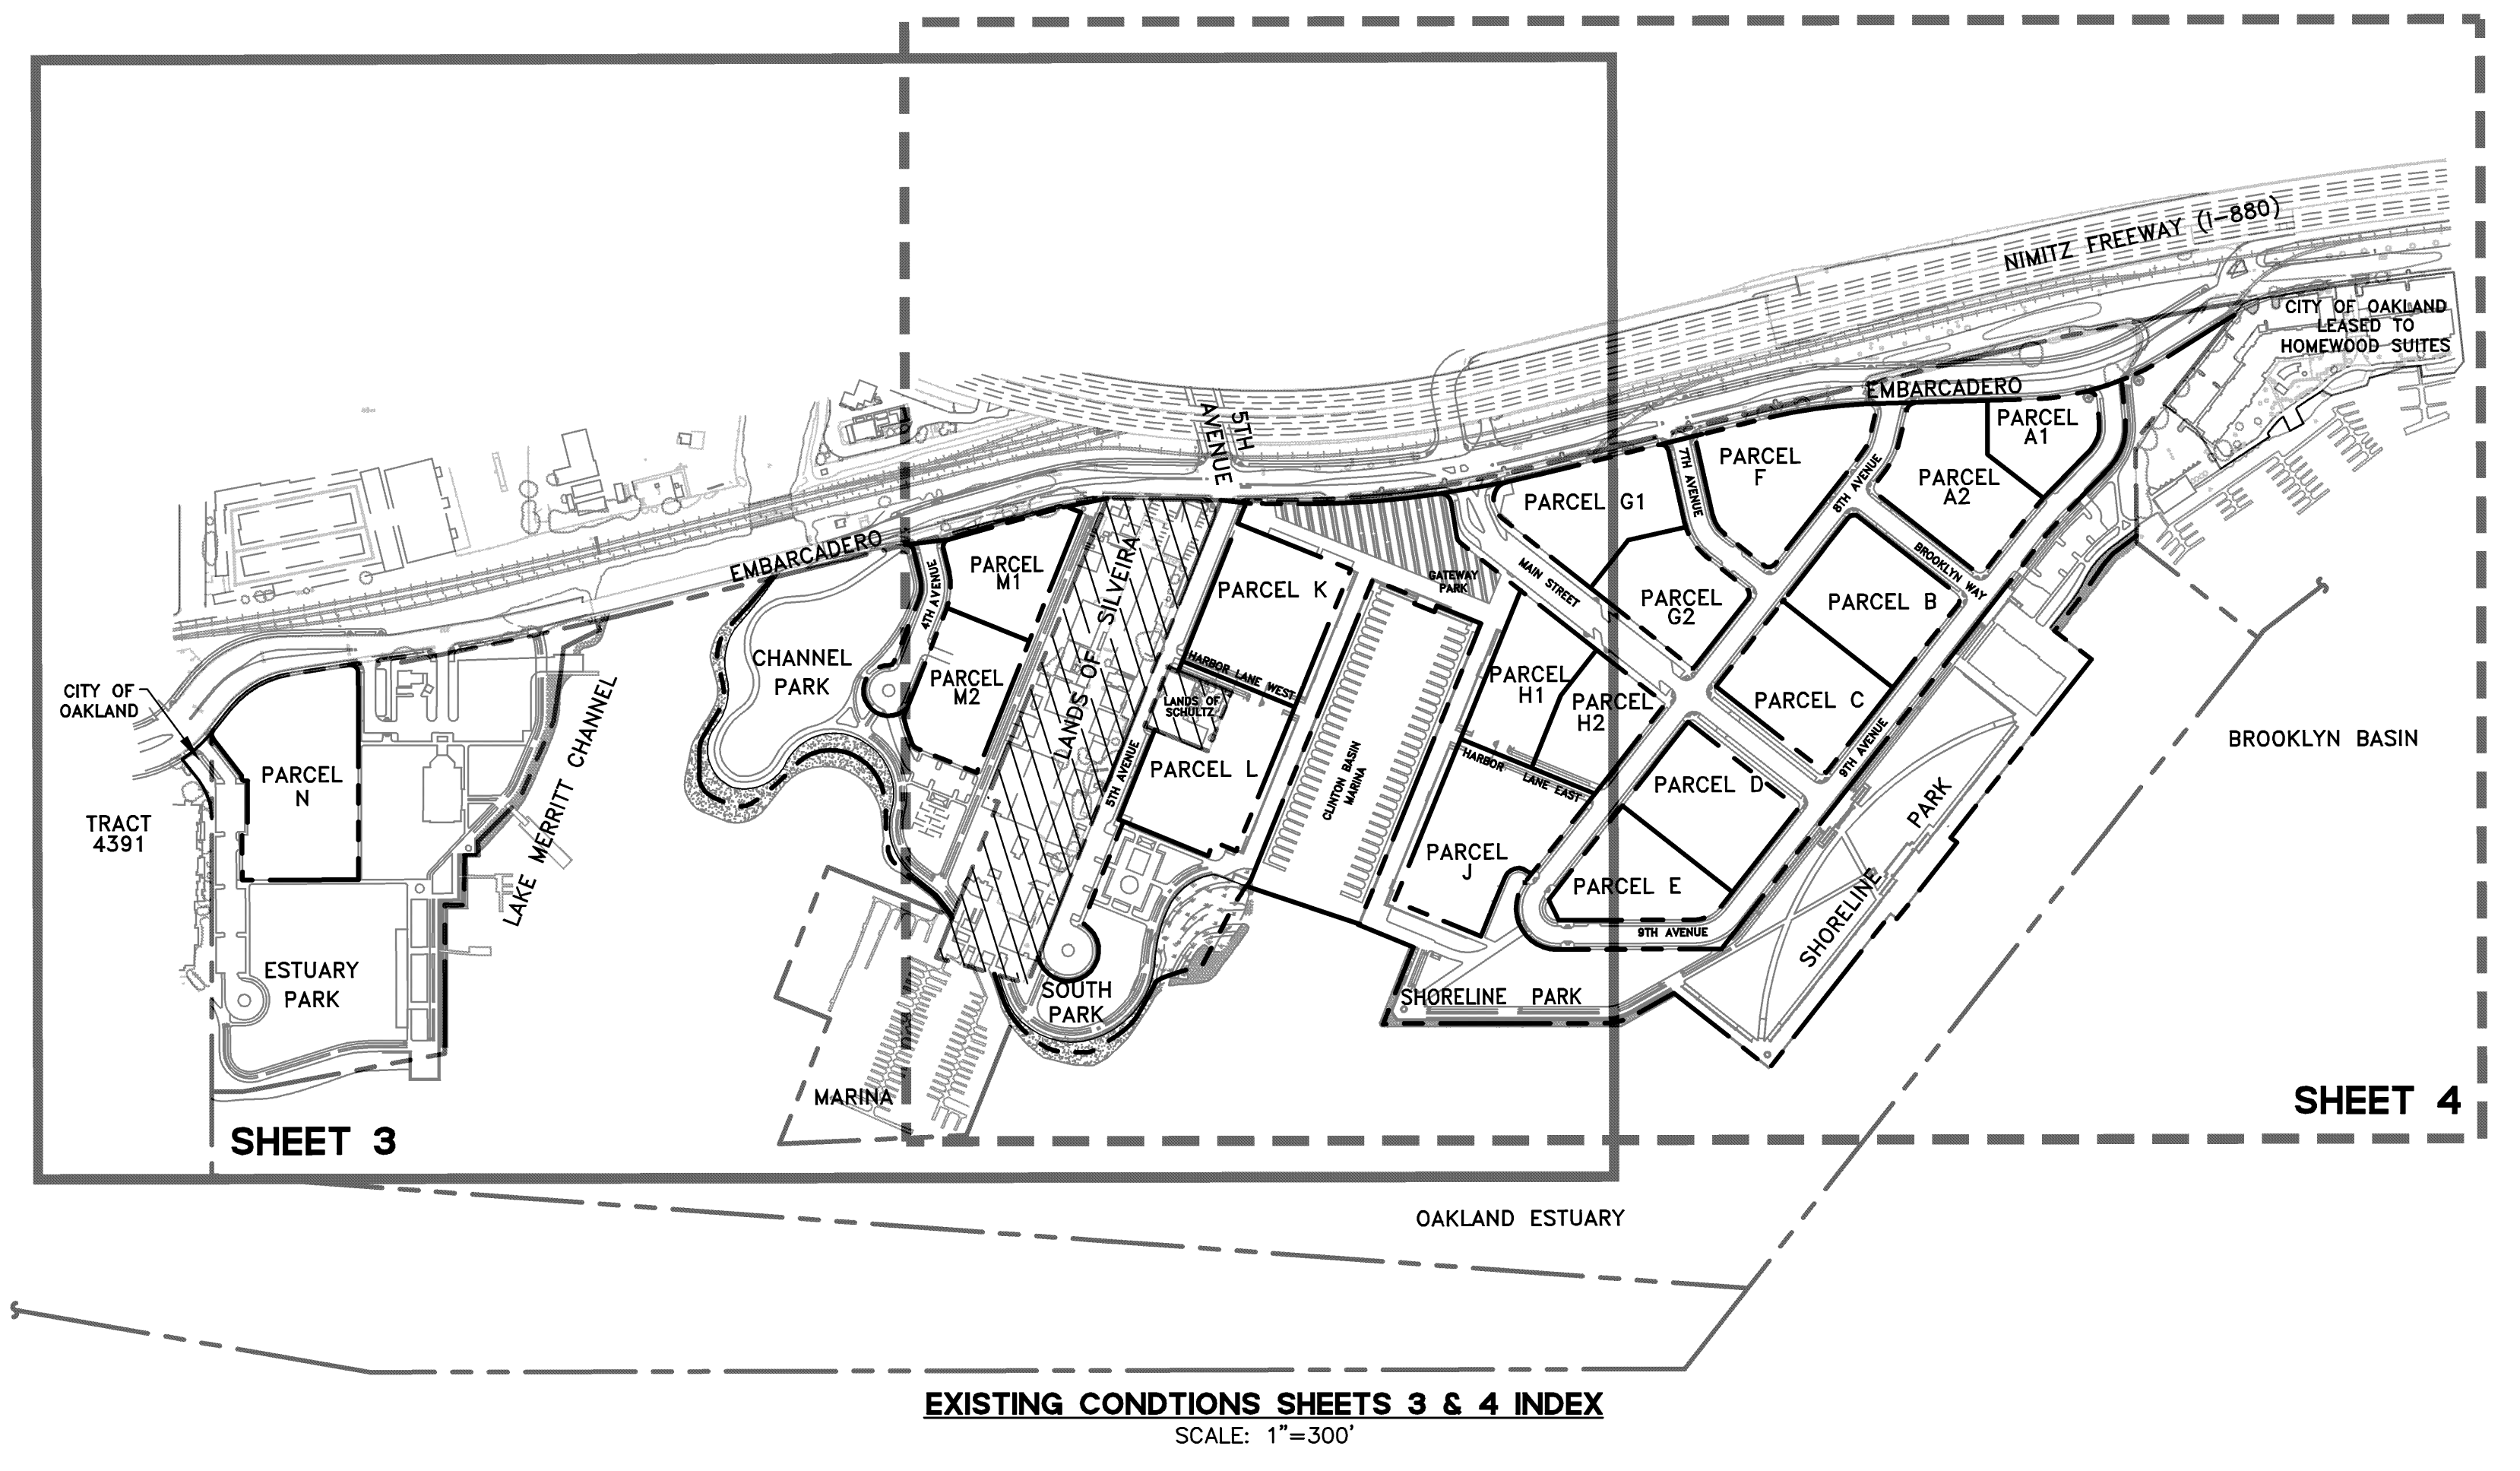 NIMITZ FREEWAY (I-880)
CITY OF OAKLAND
LEASED TO
HOMEWOOD SUITES
EMBARCADERO
5TH
AVENUE
PARCEL
A1
PARCEL
F
7TH AVENUE
8TH AVENUE
PARCEL
A2
PARCEL G1
EMBARCADERO
PARCEL
M1
4TH AVENUE
LANDS OF SILVEIRA
PARCEL K
GATEWAY
PARK
MAIN STREET
BROOKLYN WAY
PARCEL
G2
PARCEL B
CHANNEL
PARK
PARCEL
M2
HARBOR LANE WEST
LANDS OF
SCHULTZ
PARCEL
H1
PARCEL
H2
PARCEL C
CITY OF
OAKLAND
LAKE MERRITT CHANNEL
BROOKLYN BASIN
PARCEL
N
5TH AVENUE
PARCEL L
CLINTON BASIN
MARINA
HARBOR LANE EAST
9TH AVENUE
PARCEL D
TRACT
4391
PARCEL
J
PARCEL E
SHORELINE PARK
9TH AVENUE
ESTUARY
PARK
SOUTH
PARK
SHORELINE PARK
MARINA
SHEET 3
SHEET 4
OAKLAND ESTUARY
EXISTING CONDTIONS SHEETS 3 & 4 INDEX
SCALE: 1"=300'